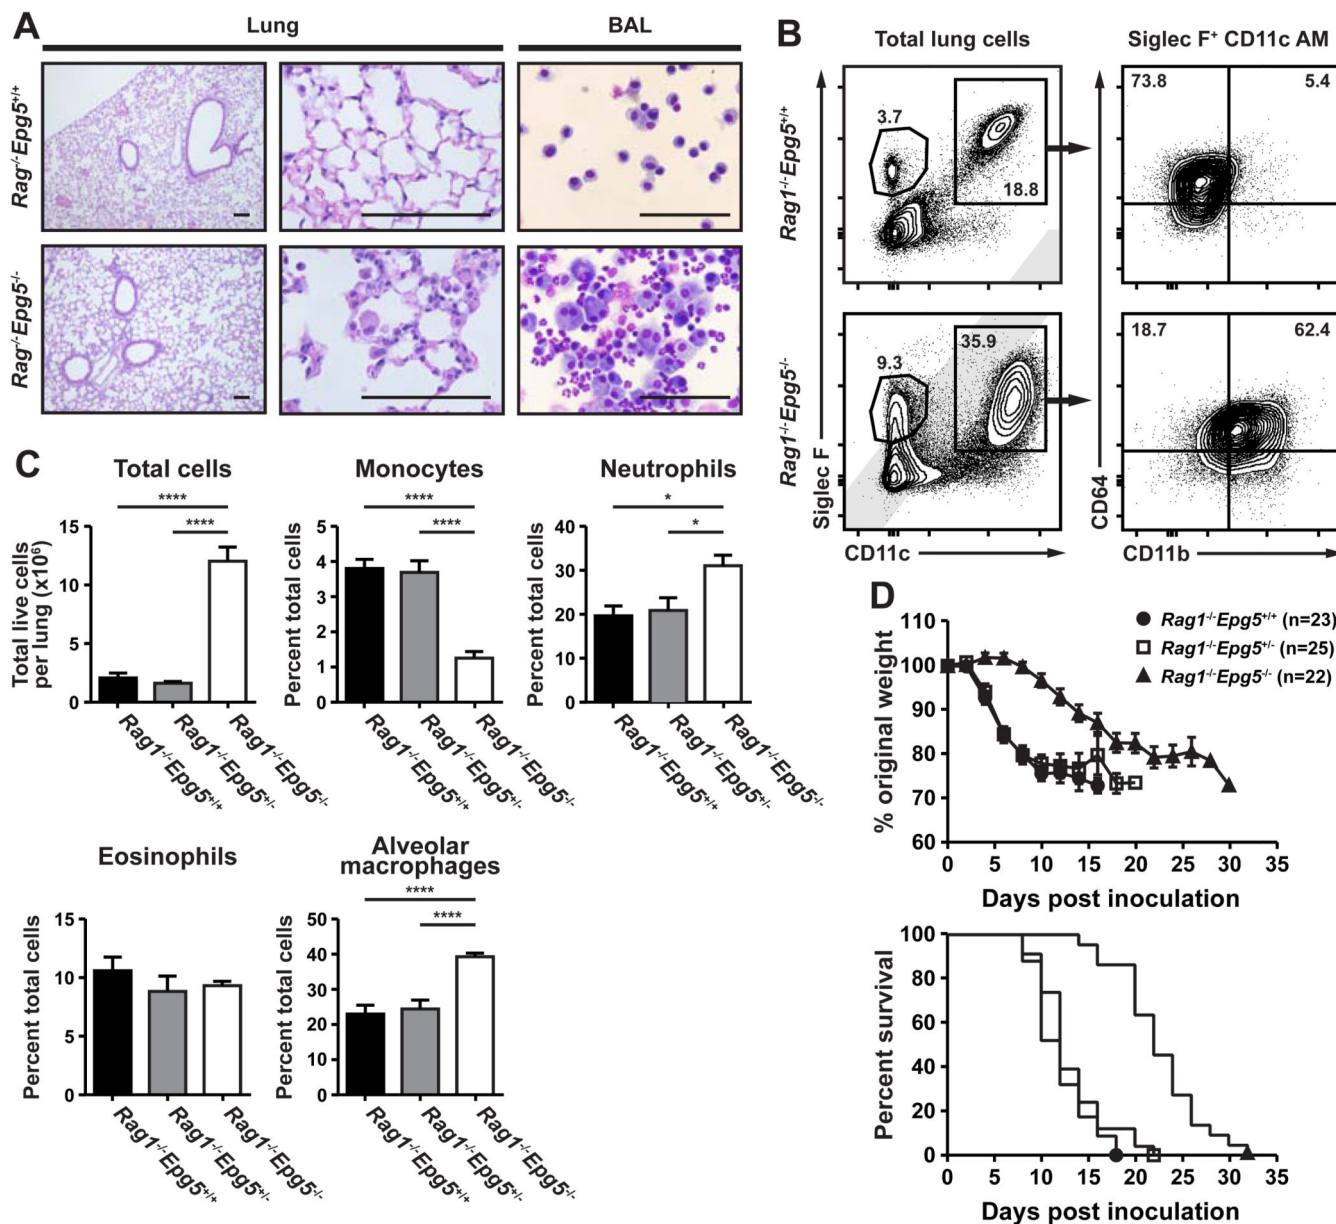 A
Lung
BAL
Rag-/-Epg5+/+
Rag-/-Epg5-/-
B
Total lung cells
Siglec F+ CD11c AM
Rag1-/-Epg5+/+
3.7
18.8
73.8
5.4
Rag1-/-Epg5-/-
9.3
35.9
18.7
62.4
Siglec F
CD11c
CD64
CD11b
C
Total cells
****
****
Total live cells
per lung (x10⁶)
15
10
5
0
Rag1-/-Epg5+/+
Rag1-/-Epg5+/-
Rag1-/-Epg5-/-
Monocytes
****
****
Percent total cells
5
4
3
2
1
0
Rag1-/-Epg5+/+
Rag1-/-Epg5+/-
Rag1-/-Epg5-/-
Neutrophils
*
*
Percent total cells
40
30
20
10
0
Rag1-/-Epg5+/+
Rag1-/-Epg5+/-
Rag1-/-Epg5-/-
Eosinophils
Percent total cells
15
10
5
0
Rag1-/-Epg5+/+
Rag1-/-Epg5+/-
Rag1-/-Epg5-/-
Alveolar
macrophages
****
****
Percent total cells
50
40
30
20
10
0
Rag1-/-Epg5+/+
Rag1-/-Epg5+/-
Rag1-/-Epg5-/-
D
Rag1-/-Epg5+/+ (n=23)
Rag1-/-Epg5+/- (n=25)
Rag1-/-Epg5-/- (n=22)
% original weight
110
100
90
80
70
60
0 5 10 15 20 25 30 35
Days post inoculation
Percent survival
100
80
60
40
20
0
0 5 10 15 20 25 30 35
Days post inoculation